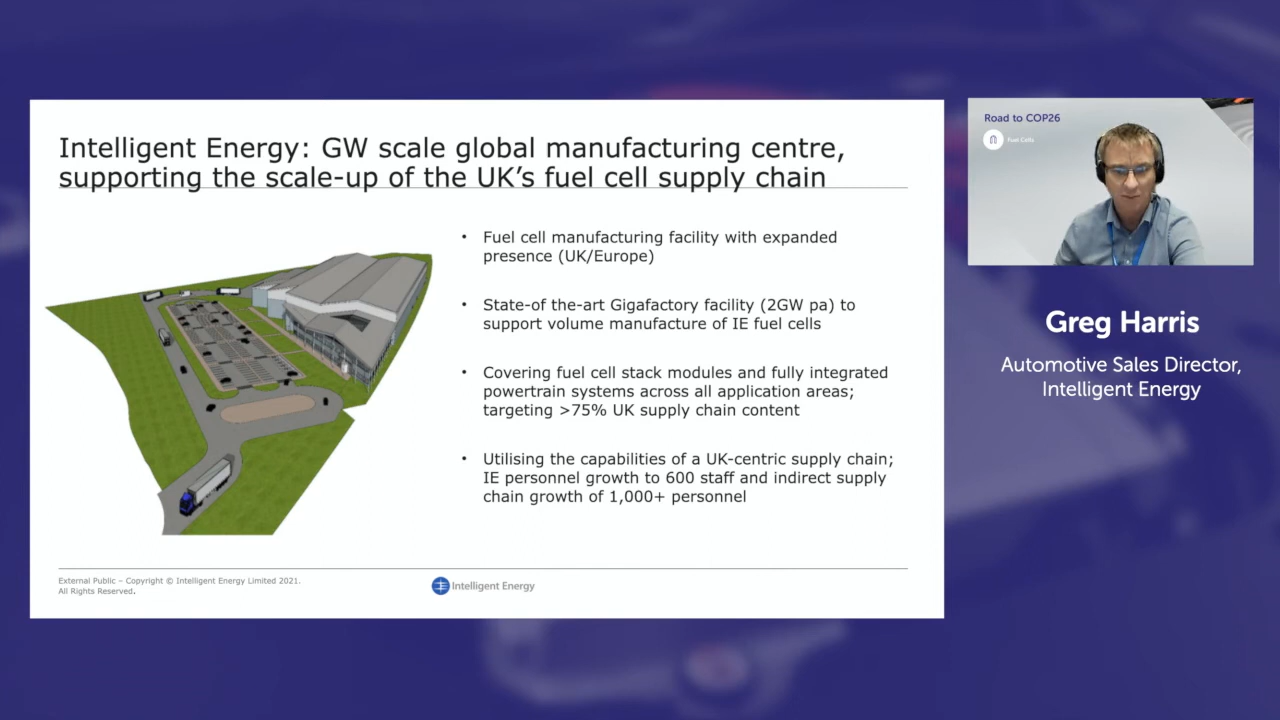 Intelligent Energy: GW scale global manufacturing centre,
supporting the scale-up of the UK’s fuel cell supply chain
• Fuel cell manufacturing facility with expanded
presence (UK/Europe)
• State-of the-art Gigafactory facility (2GW pa) to
support volume manufacture of IE fuel cells
• Covering fuel cell stack modules and fully integrated
powertrain systems across all application areas;
targeting >75% UK supply chain content
• Utilising the capabilities of a UK-centric supply chain;
IE personnel growth to 600 staff and indirect supply
chain growth of 1,000+ personnel
External Public – Copyright © Intelligent Energy Limited 2021.
All Rights Reserved.
Intelligent Energy
Road to COP26
Fuel Cells
Greg Harris
Automotive Sales Director,
Intelligent Energy